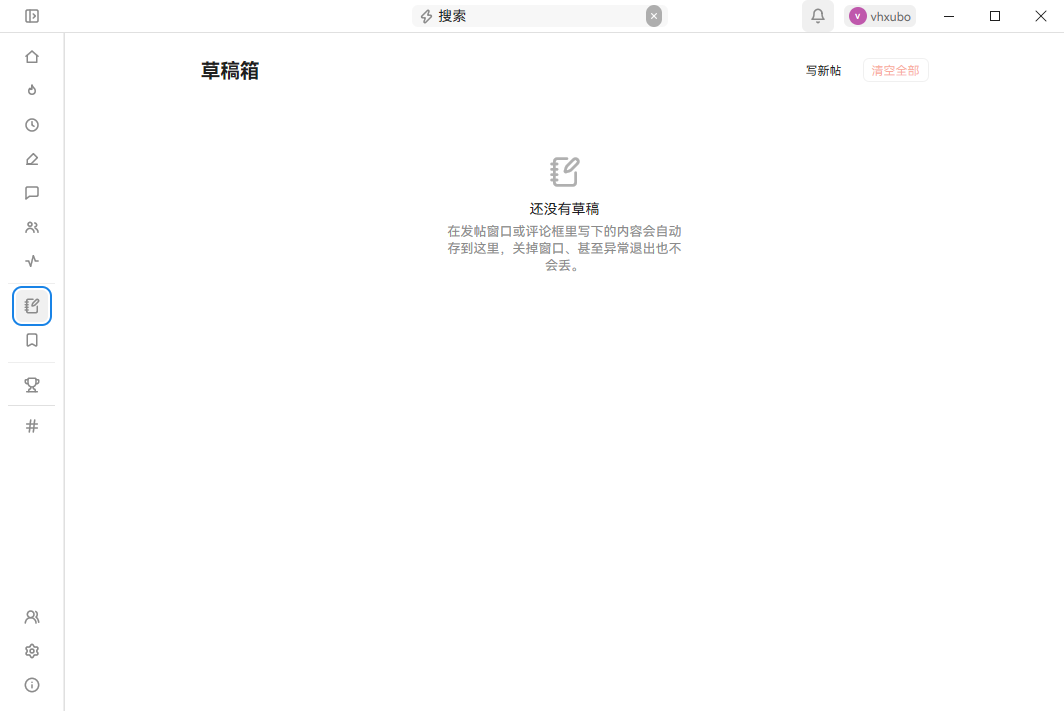 搜索
v vhxubo
草稿箱
写新帖
清空全部
还没有草稿
在发帖窗口或评论框里写下的内容会自动
存到这里，关掉窗口、甚至异常退出也不
会丢。